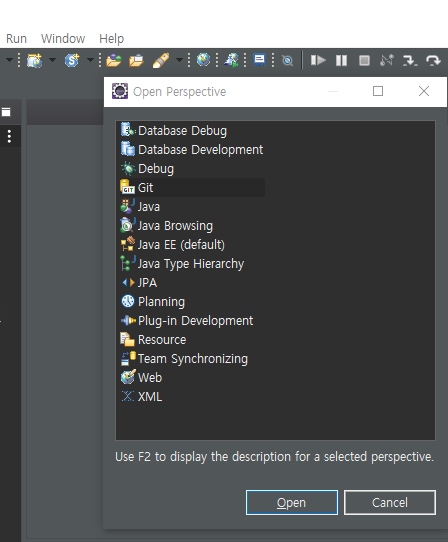 Run Window Help
Open Perspective
Database Debug
Database Development
Debug
Git
Java
Java Browsing
Java EE (default)
Java Type Hierarchy
JPA
Planning
Plug-in Development
Resource
Team Synchronizing
Web
XML
Use F2 to display the description for a selected perspective.
Open Cancel